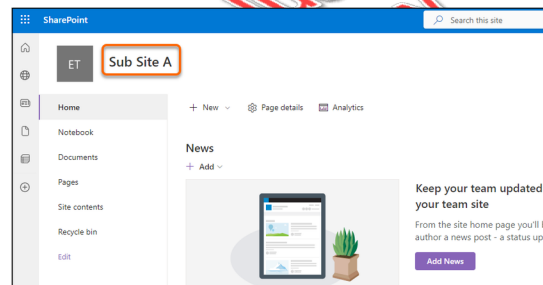 SharePoint
Search this site
ET
Sub Site A
Home
+ New
Page details
Analytics
Notebook
Documents
Pages
Site contents
Recycle bin
Edit
News
+ Add
Keep your team updated
your team site
From the site home page you'll
author a news post - a status
Add News